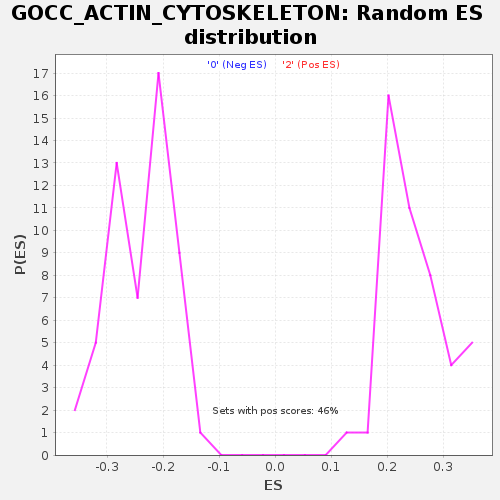 GOCC_ACTIN_CYTOSKELETON: Random ES
distribution
'0' (Neg ES) '2' (Pos ES)
17
16
15
14
13
12
11
10
9
8
7
6
5
4
3
2
1
0
P(ES)
Sets with pos scores: 46%
-0.3 -0.2 -0.1 0.0 0.1 0.2 0.3
ES